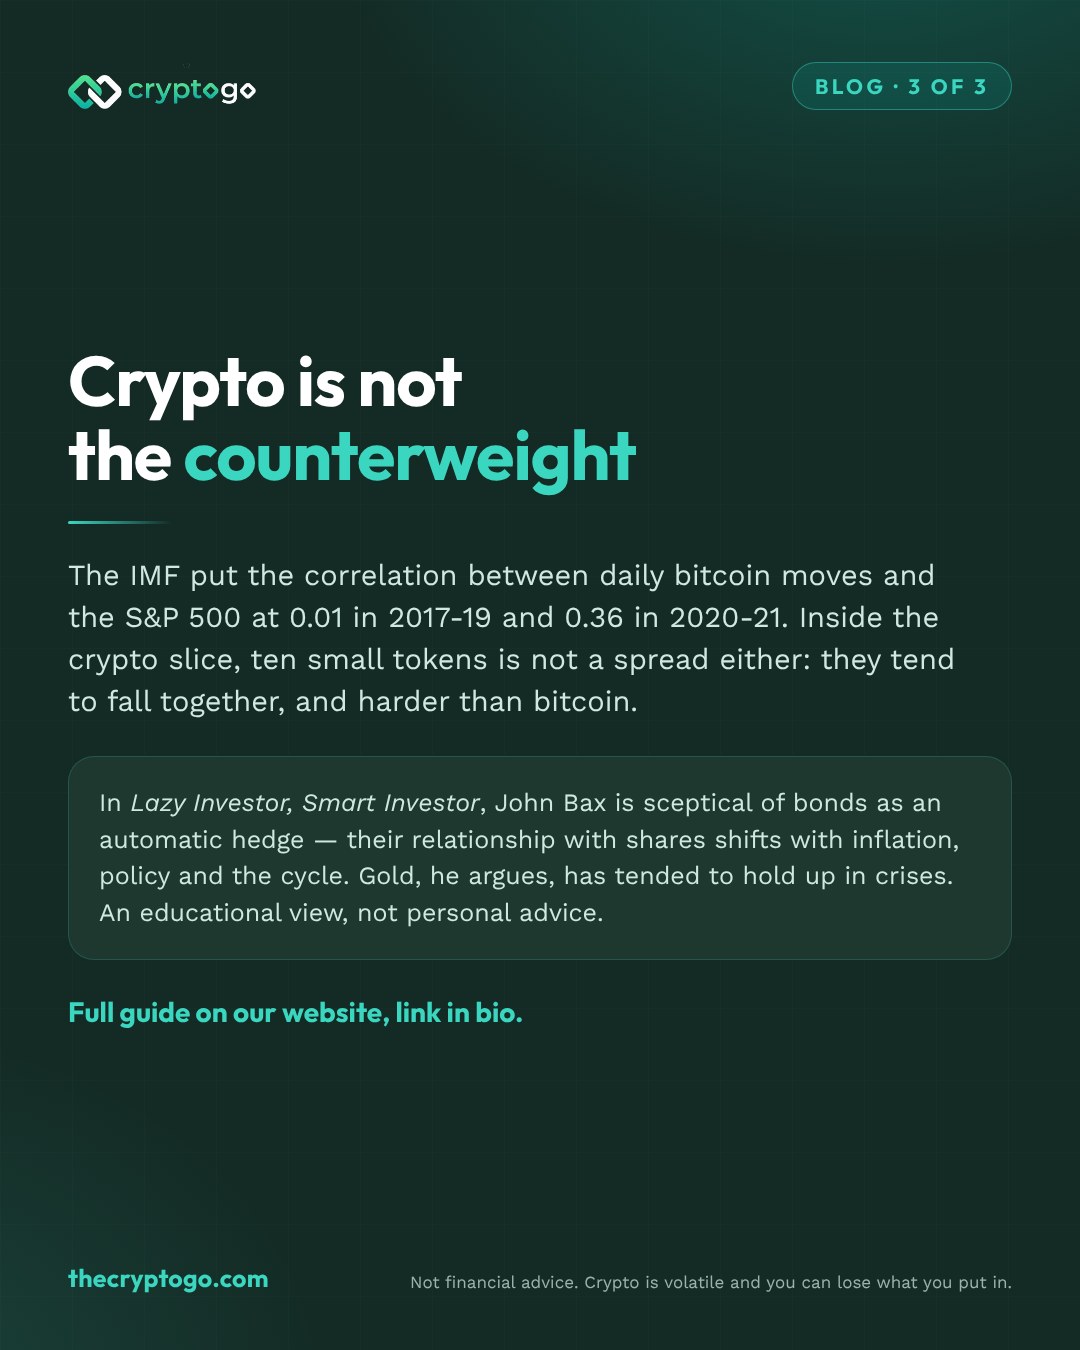 cryptogo
BLOG · 3 OF 3
Crypto is not
the counterweight
The IMF put the correlation between daily bitcoin moves and
the S&P 500 at 0.01 in 2017-19 and 0.36 in 2020-21. Inside the
crypto slice, ten small tokens is not a spread either: they tend
to fall together, and harder than bitcoin.
In Lazy Investor, Smart Investor, John Bax is sceptical of bonds as an
automatic hedge — their relationship with shares shifts with inflation,
policy and the cycle. Gold, he argues, has tended to hold up in crises.
An educational view, not personal advice.
Full guide on our website, link in bio.
thecryptogo.com
Not financial advice. Crypto is volatile and you can lose what you put in.